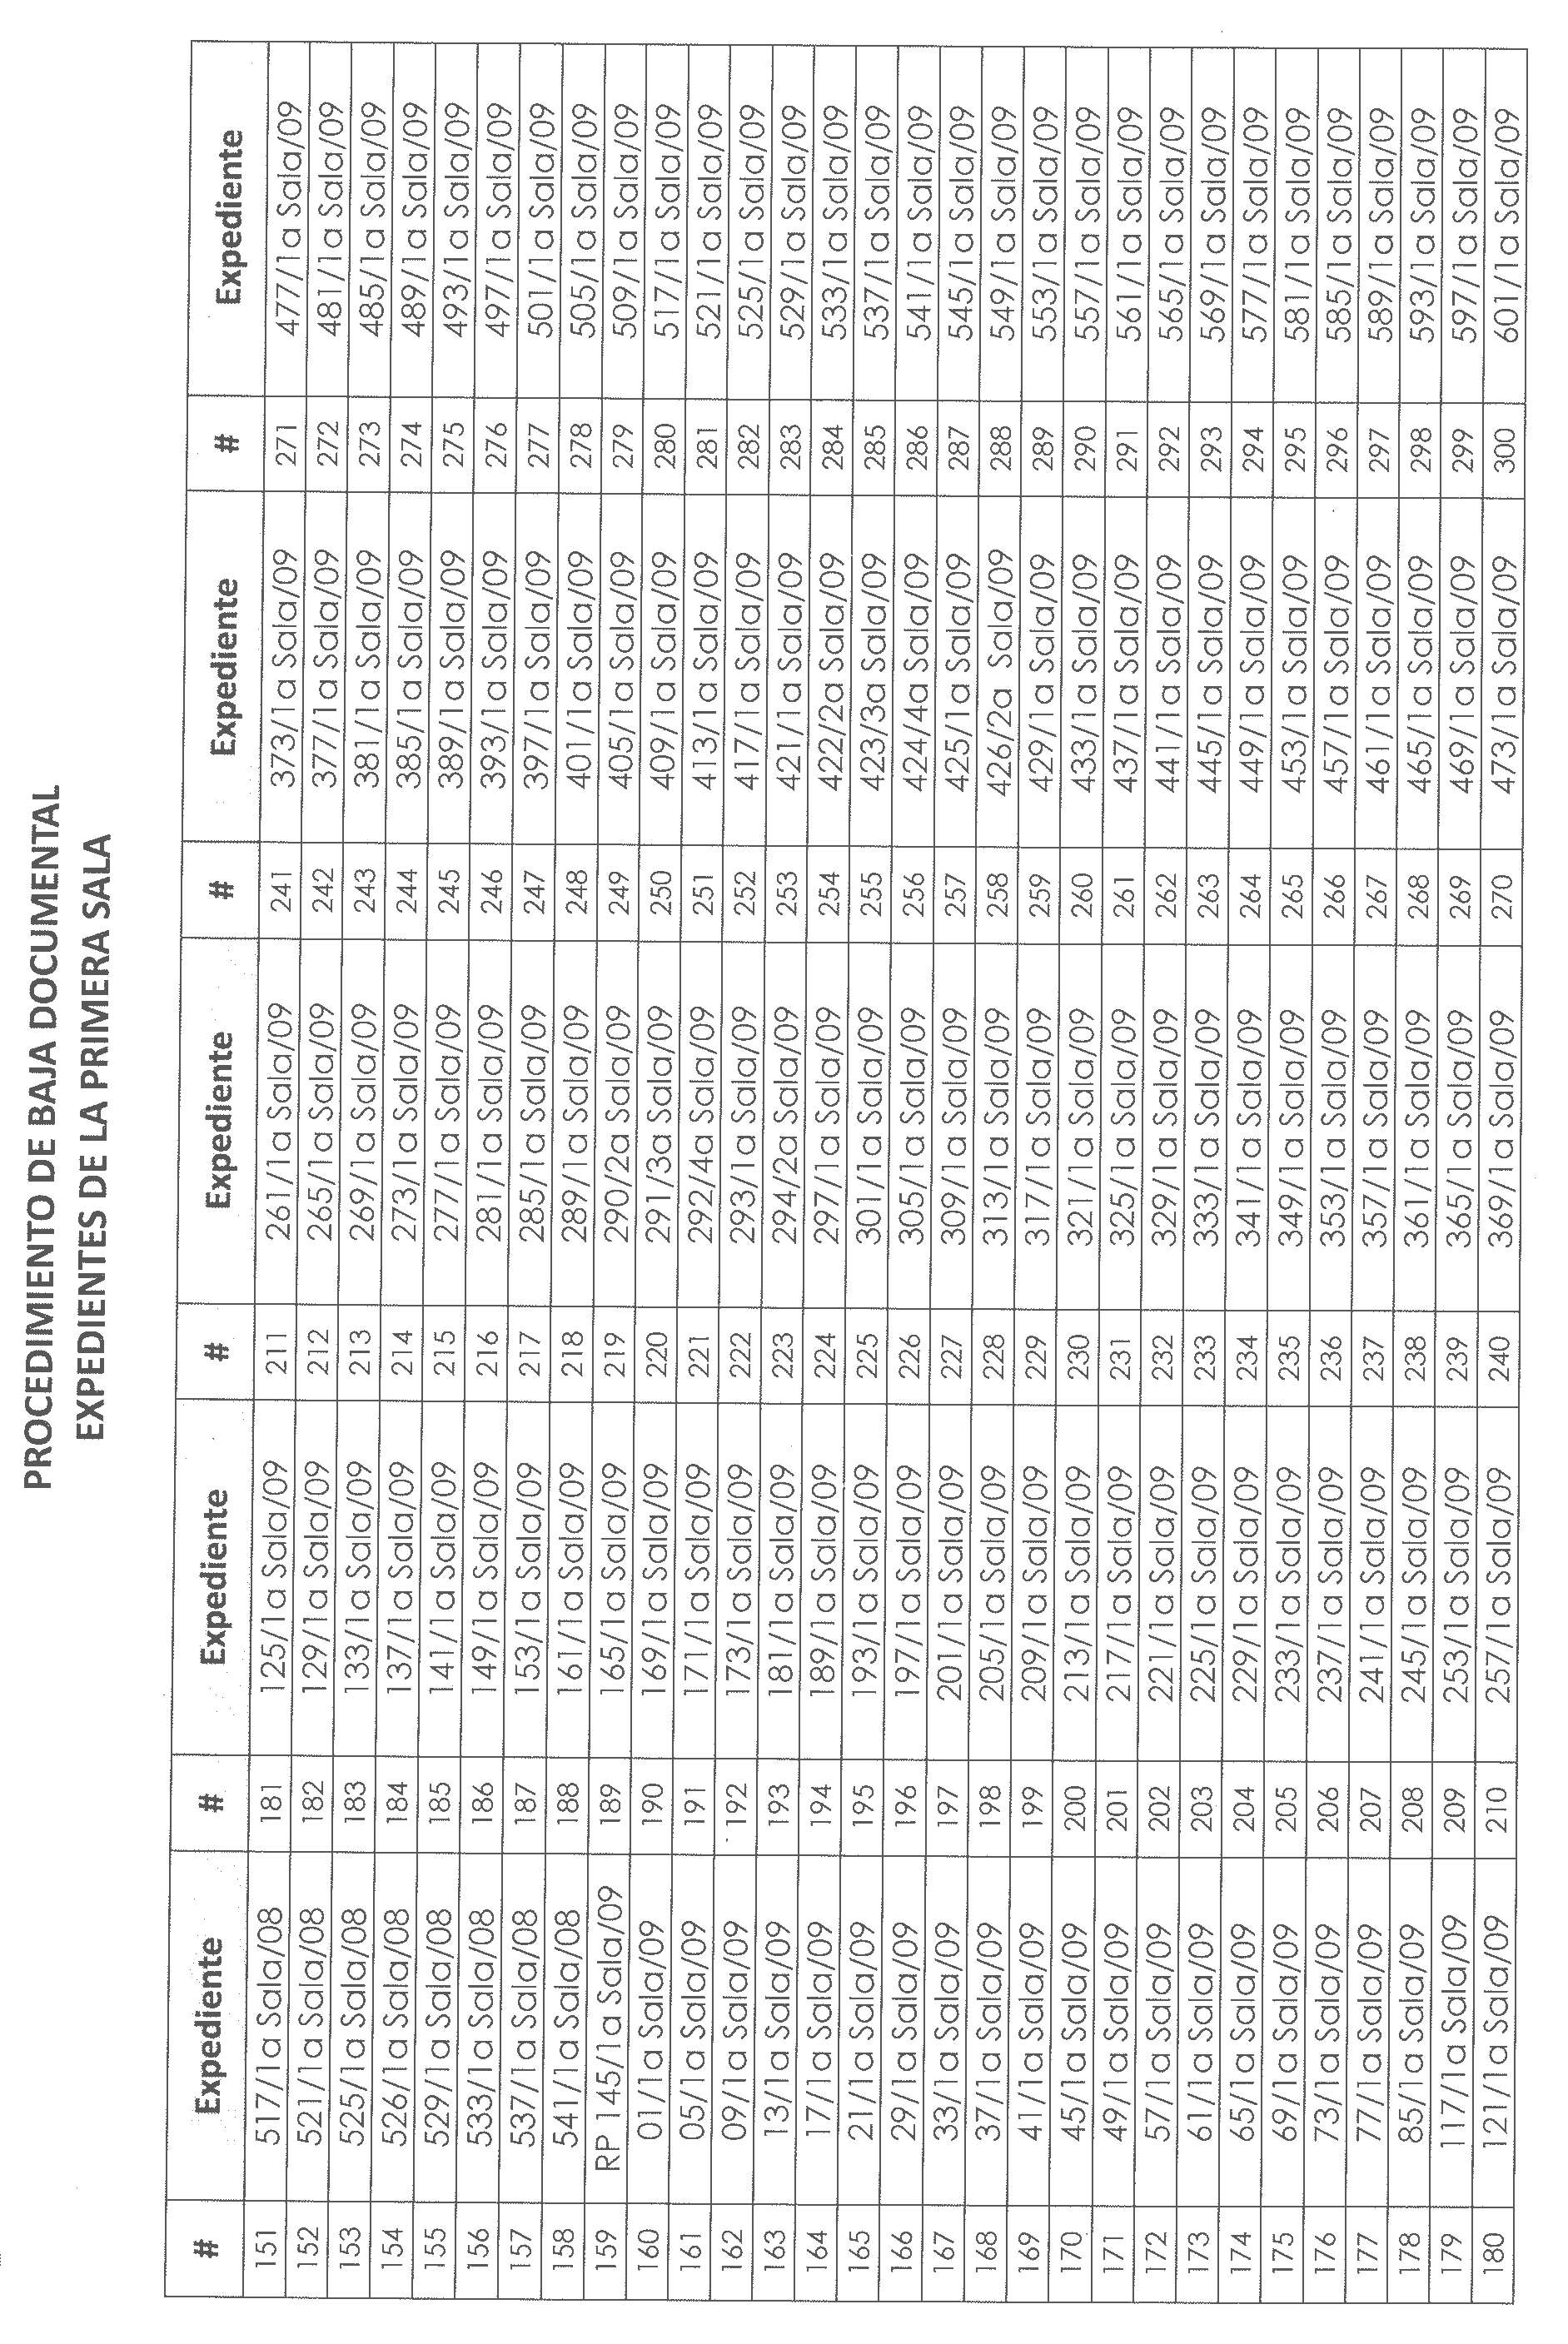 PROCEDIMIENTO DE BAJA DOCUMENTAL
EXPEDIENTES DE LA PRIMERA SALA
# Expediente # Expediente # Expediente # Expediente # Expediente
151 517/1a Sala/08 181 125/1a Sala/09 211 261/1a Sala/09 241 373/1a Sala/09 271 477/1a Sala/09
152 521/1a Sala/08 182 129/1a Sala/09 212 265/1a Sala/09 242 377/1a Sala/09 272 481/1a Sala/09
153 525/1a Sala/08 183 133/1a Sala/09 213 269/1a Sala/09 243 381/1a Sala/09 273 485/1a Sala/09
154 526/1a Sala/08 184 137/1a Sala/09 214 273/1a Sala/09 244 385/1a Sala/09 274 489/1a Sala/09
155 529/1a Sala/08 185 141/1a Sala/09 215 277/1a Sala/09 245 389/1a Sala/09 275 493/1a Sala/09
156 533/1a Sala/08 186 149/1a Sala/09 216 281/1a Sala/09 246 393/1a Sala/09 276 497/1a Sala/09
157 537/1a Sala/08 187 153/1a Sala/09 217 285/1a Sala/09 247 397/1a Sala/09 277 501/1a Sala/09
158 541/1a Sala/08 188 161/1a Sala/09 218 289/1a Sala/09 248 401/1a Sala/09 278 505/1a Sala/09
159 RP 145/1a Sala/09 189 165/1a Sala/09 219 290/2a Sala/09 249 405/1a Sala/09 279 509/1a Sala/09
160 01/1a Sala/09 190 169/1a Sala/09 220 291/3a Sala/09 250 409/1a Sala/09 280 517/1a Sala/09
161 05/1a Sala/09 191 171/1a Sala/09 221 292/4a Sala/09 251 413/1a Sala/09 281 521/1a Sala/09
162 09/1a Sala/09 192 173/1a Sala/09 222 293/1a Sala/09 252 417/1a Sala/09 282 525/1a Sala/09
163 13/1a Sala/09 193 181/1a Sala/09 223 294/2a Sala/09 253 421/1a Sala/09 283 529/1a Sala/09
164 17/1a Sala/09 194 189/1a Sala/09 224 297/1a Sala/09 254 422/2a Sala/09 284 533/1a Sala/09
165 21/1a Sala/09 195 193/1a Sala/09 225 301/1a Sala/09 255 423/3a Sala/09 285 537/1a Sala/09
166 29/1a Sala/09 196 197/1a Sala/09 226 305/1a Sala/09 256 424/4a Sala/09 286 541/1a Sala/09
167 33/1a Sala/09 197 201/1a Sala/09 227 309/1a Sala/09 257 425/1a Sala/09 287 545/1a Sala/09
168 37/1a Sala/09 198 205/1a Sala/09 228 313/1a Sala/09 258 426/2a Sala/09 288 549/1a Sala/09
169 41/1a Sala/09 199 209/1a Sala/09 229 317/1a Sala/09 259 429/1a Sala/09 289 553/1a Sala/09
170 45/1a Sala/09 200 213/1a Sala/09 230 321/1a Sala/09 260 433/1a Sala/09 290 557/1a Sala/09
171 49/1a Sala/09 201 217/1a Sala/09 231 325/1a Sala/09 261 437/1a Sala/09 291 561/1a Sala/09
172 57/1a Sala/09 202 221/1a Sala/09 232 329/1a Sala/09 262 441/1a Sala/09 292 565/1a Sala/09
173 61/1a Sala/09 203 225/1a Sala/09 233 333/1a Sala/09 263 445/1a Sala/09 293 569/1a Sala/09
174 65/1a Sala/09 204 229/1a Sala/09 234 341/1a Sala/09 264 449/1a Sala/09 294 577/1a Sala/09
175 69/1a Sala/09 205 233/1a Sala/09 235 349/1a Sala/09 265 453/1a Sala/09 295 581/1a Sala/09
176 73/1a Sala/09 206 237/1a Sala/09 236 353/1a Sala/09 266 457/1a Sala/09 296 585/1a Sala/09
177 77/1a Sala/09 207 241/1a Sala/09 237 357/1a Sala/09 267 461/1a Sala/09 297 589/1a Sala/09
178 85/1a Sala/09 208 245/1a Sala/09 238 361/1a Sala/09 268 465/1a Sala/09 298 593/1a Sala/09
179 117/1a Sala/09 209 253/1a Sala/09 239 365/1a Sala/09 269 469/1a Sala/09 299 597/1a Sala/09
180 121/1a Sala/09 210 257/1a Sala/09 240 369/1a Sala/09 270 473/1a Sala/09 300 601/1a Sala/09